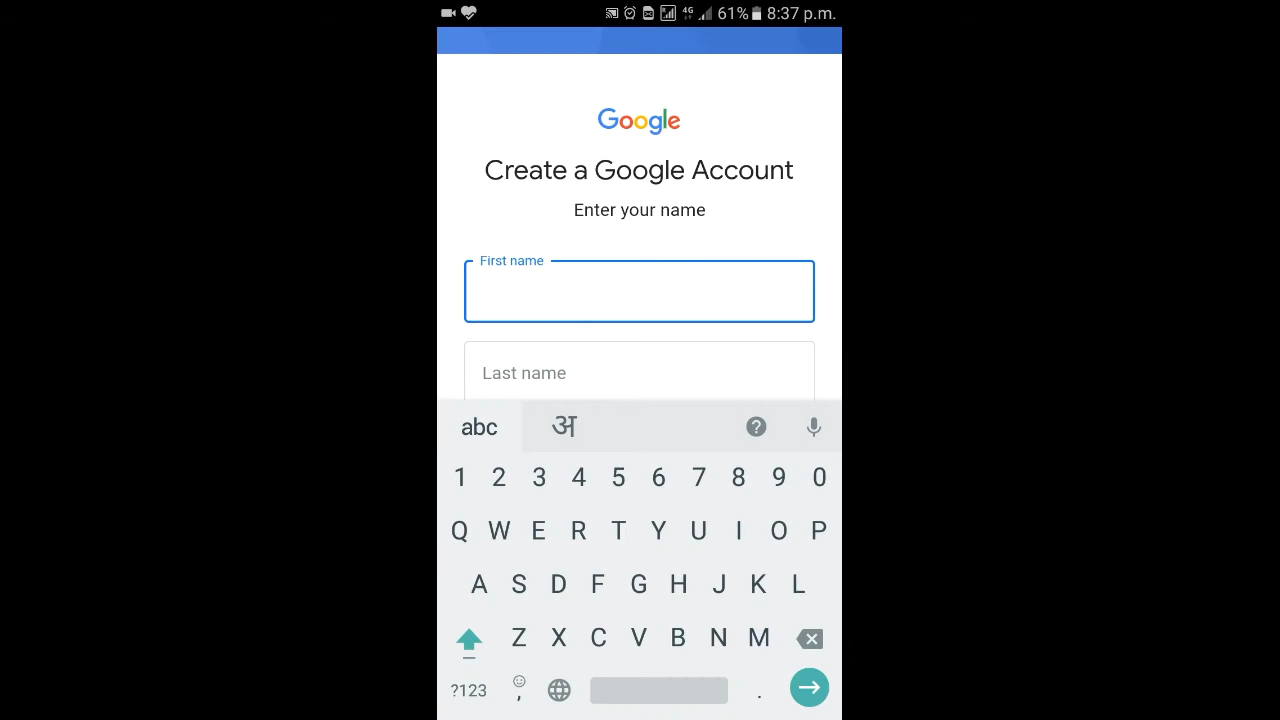 4G 61% 8:37 p.m.
Google
Create a Google Account
Enter your name
First name
Last name
abc अ ?
1 2 3 4 5 6 7 8 9 0
Q W E R T Y U I O P
A S D F G H J K L
Z X C V B N M
?123 , .